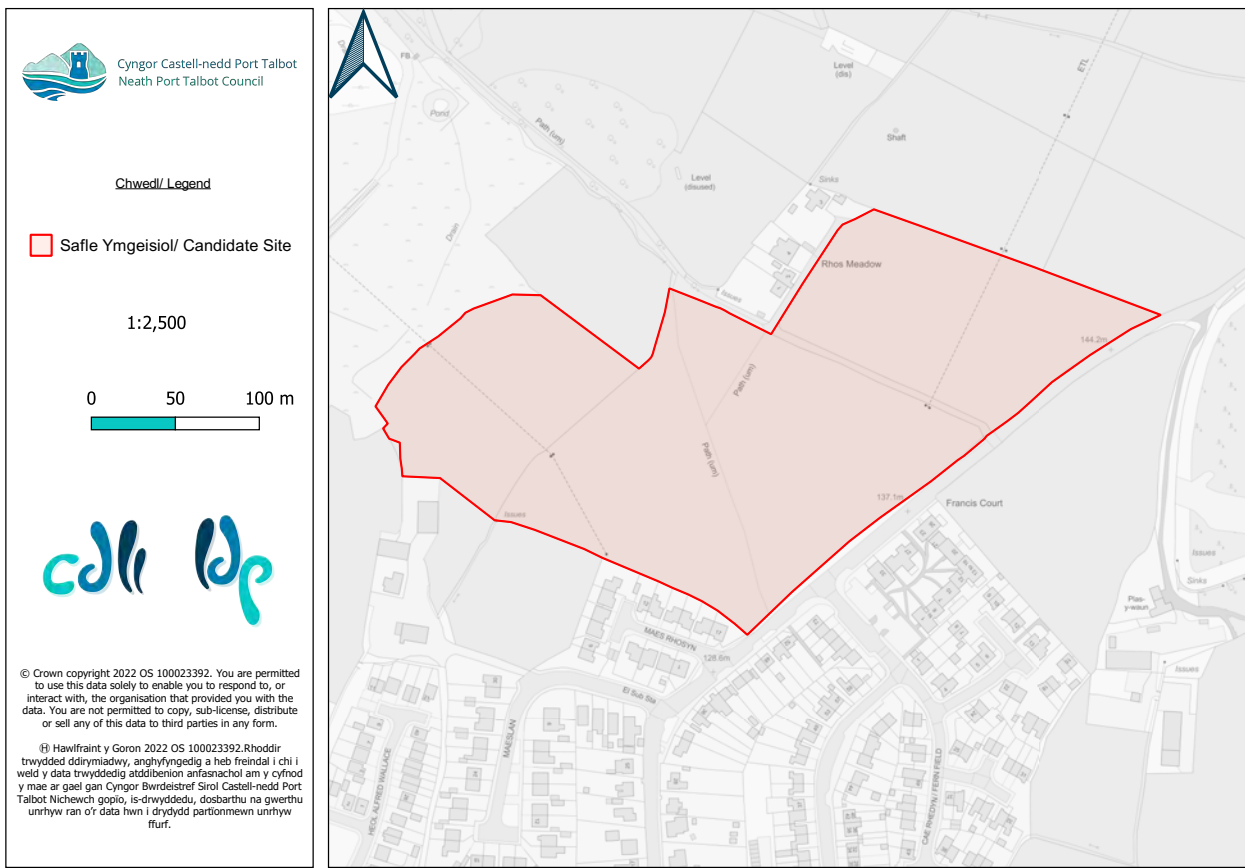 Cyngor Castell-nedd Port Talbot
Neath Port Talbot Council
Chwedl/ Legend
Safle Ymgeisiol/ Candidate Site
1:2,500
0 50 100 m
cdll ldp
© Crown copyright 2022 OS 100023392. You are permitted
to use this data solely to enable you to respond to, or
interact with, the organisation that provided you with the
data. You are not permitted to copy, sub-license, distribute
or sell any of this data to third parties in any form.
Ⓗ Hawlfraint y Goron 2022 OS 100023392.Rhoddir
trwydded ddirymiadwy, anghyfyngedig a heb freindal i chi i
weld y data trwyddedig atddibenion anfasnachol am y cyfnod
y mae ar gael gan Cyngor Bwrdeistref Sirol Castell-nedd Port
Talbot Nichewch gopïo, is-drwyddedu, dosbarthu na gwerthu
unrhyw ran o'r data hwn i drydydd partïonmewn unrhyw
ffurf.
Drain
FB
Pond
Path (um)
Level
(dis)
ETL
Shaft
Level
(disused)
Sinks
Drain
Rhos Meadow
Issues
144.2m
Path (um)
Path (um)
137.1m
Francis Court
Issues
Issues
Sinks
Plas-
y-waun
Issues
MAES RHOSYN
128.6m
El Sub Sta
MAESLAN
HEOL ALFRED WALLACE
CAE RHEDYN / FERN FIELD